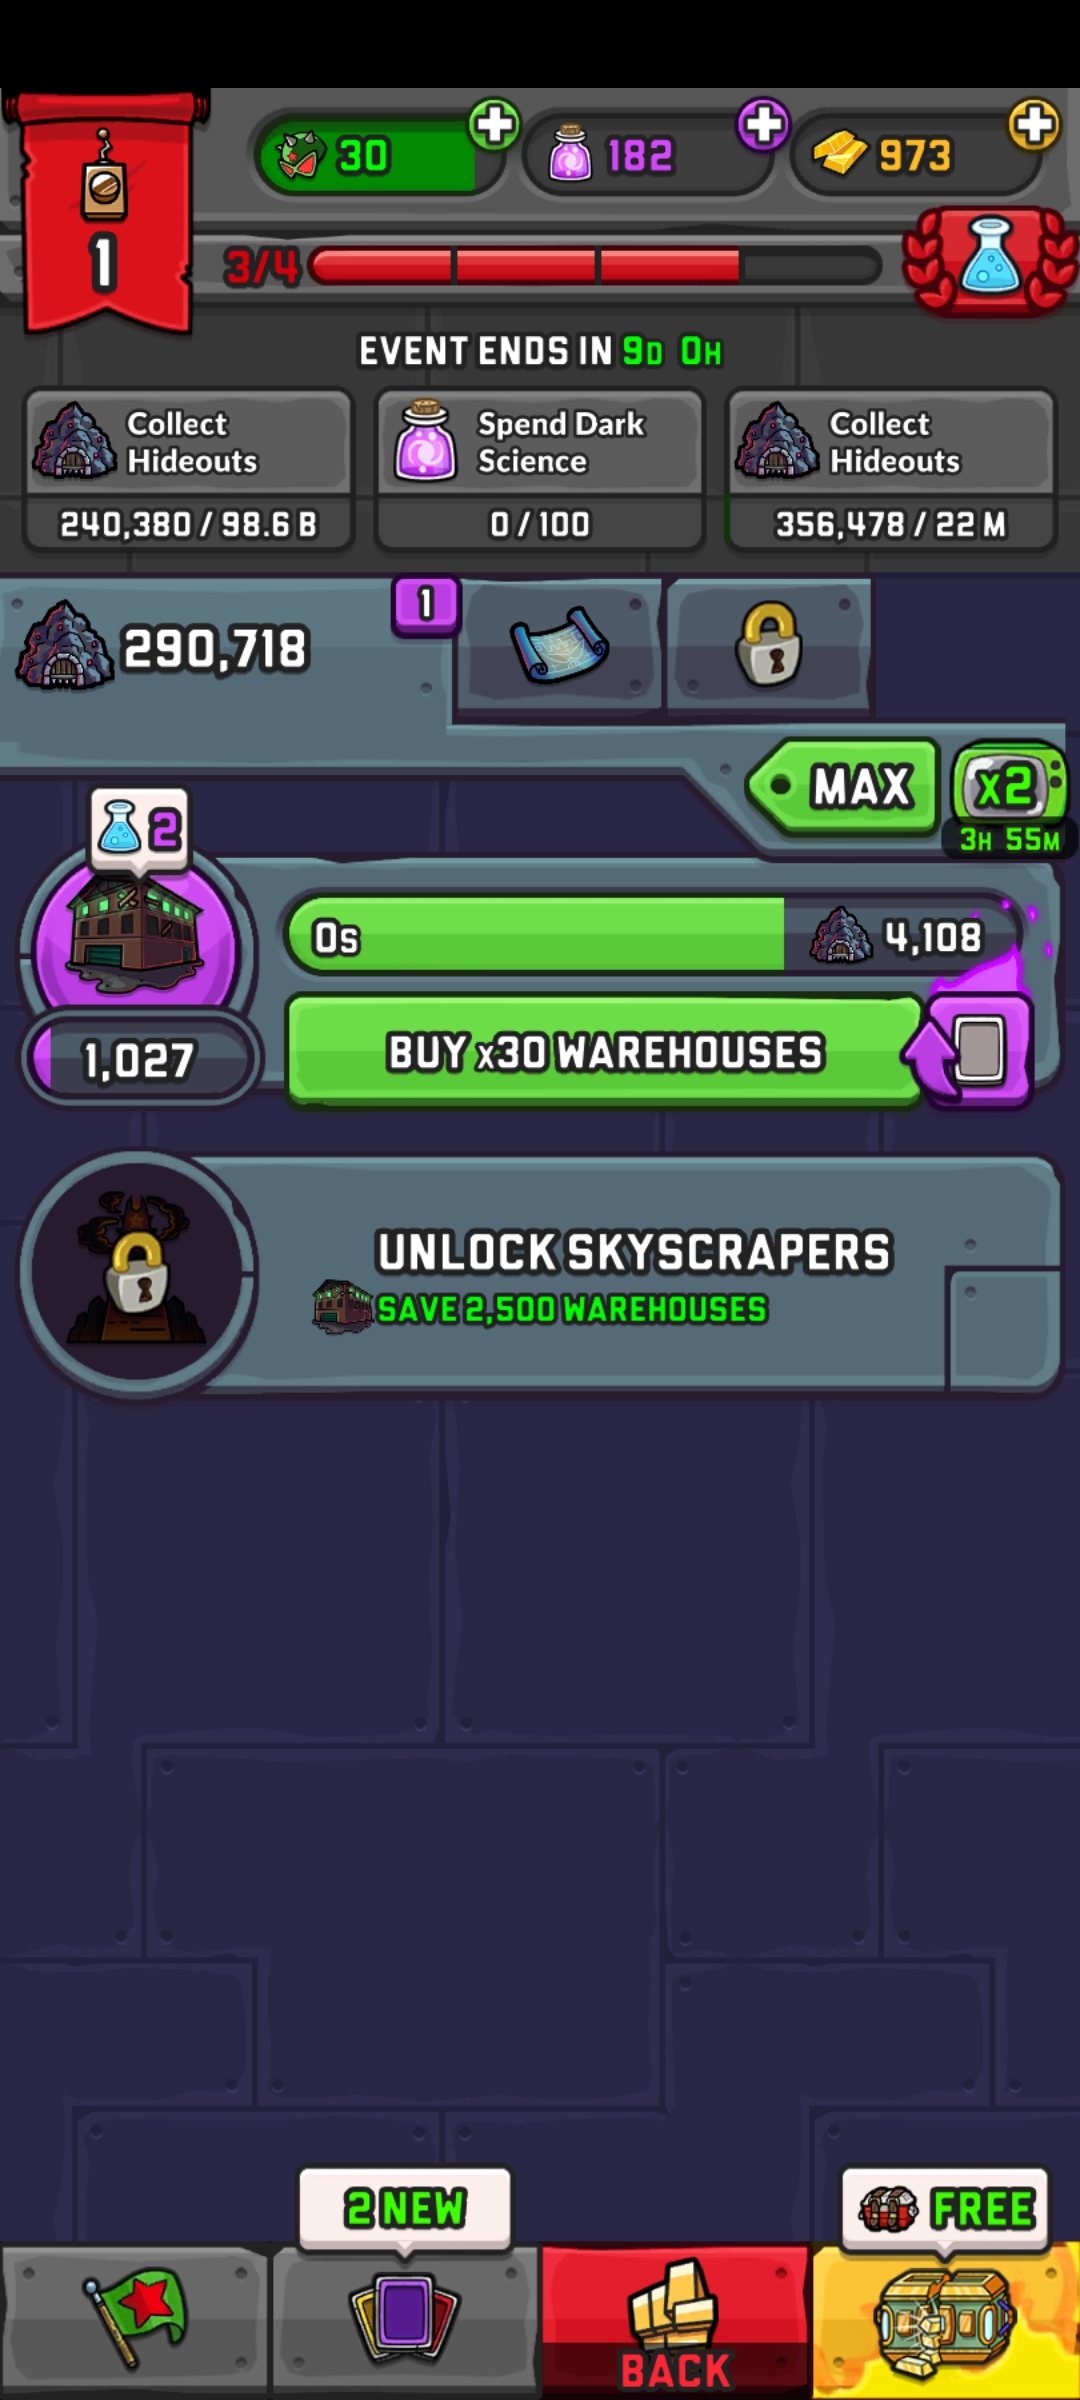 30
182
973
1
3/4
EVENT ENDS IN 9D 0H
Collect
Hideouts
240,380 / 98.6 B
Spend Dark
Science
0 / 100
Collect
Hideouts
356,478 / 22 M
290,718
1
MAX
x2
3H 55M
2
0s
4,108
1,027
BUY x30 WAREHOUSES
UNLOCK SKYSCRAPERS
SAVE 2,500 WAREHOUSES
2 NEW
FREE
BACK